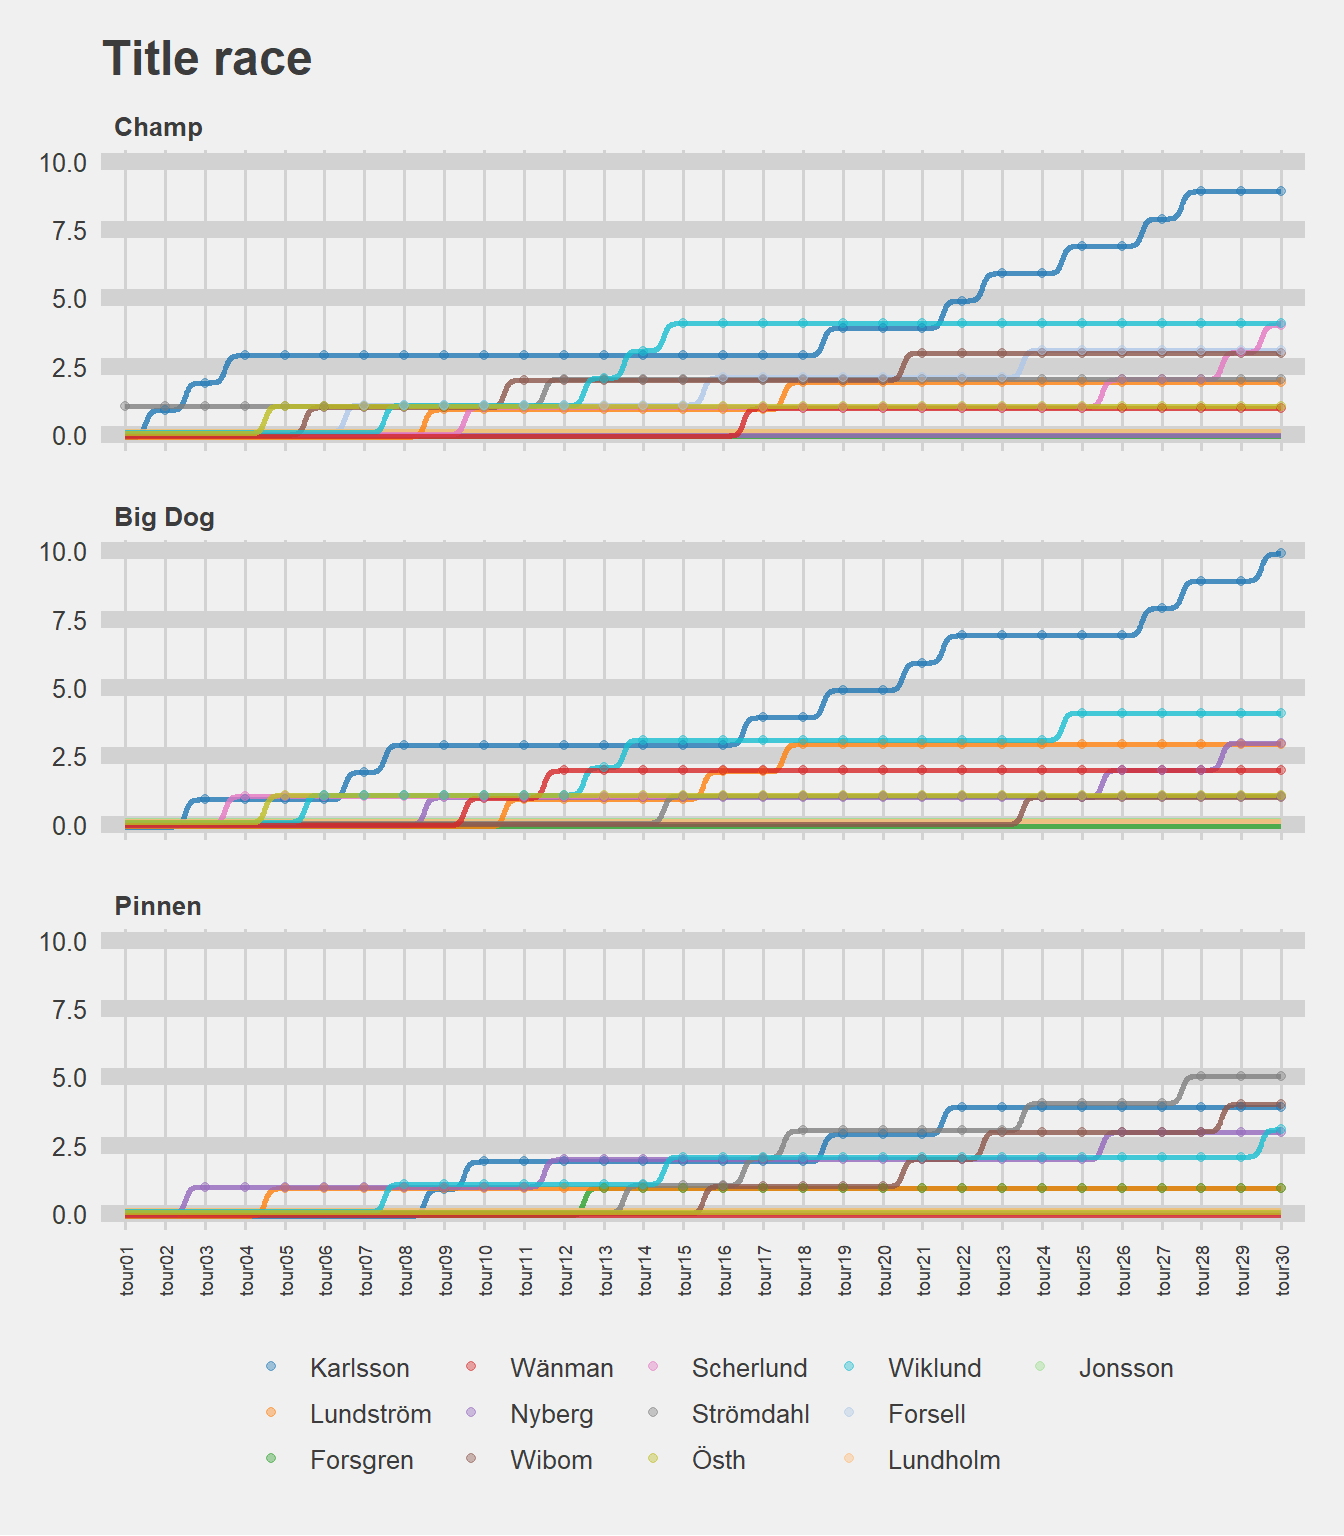 Title race
Champ
10.0
7.5
5.0
2.5
0.0
Big Dog
10.0
7.5
5.0
2.5
0.0
Pinnen
10.0
7.5
5.0
2.5
0.0
tour01 tour02 tour03 tour04 tour05 tour06 tour07 tour08 tour09 tour10 tour11 tour12 tour13 tour14 tour15 tour16 tour17 tour18 tour19 tour20 tour21 tour22 tour23 tour24 tour25 tour26 tour27 tour28 tour29 tour30
Karlsson Wänman Scherlund Wiklund Jonsson
Lundström Nyberg Strömdahl Forsell
Forsgren Wibom Östh Lundholm